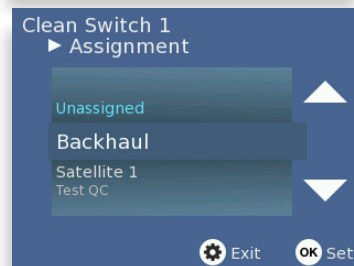 Clean Switch 1
Assignment
Unassigned
Backhaul
Satellite 1
Test QC
Exit OK Set